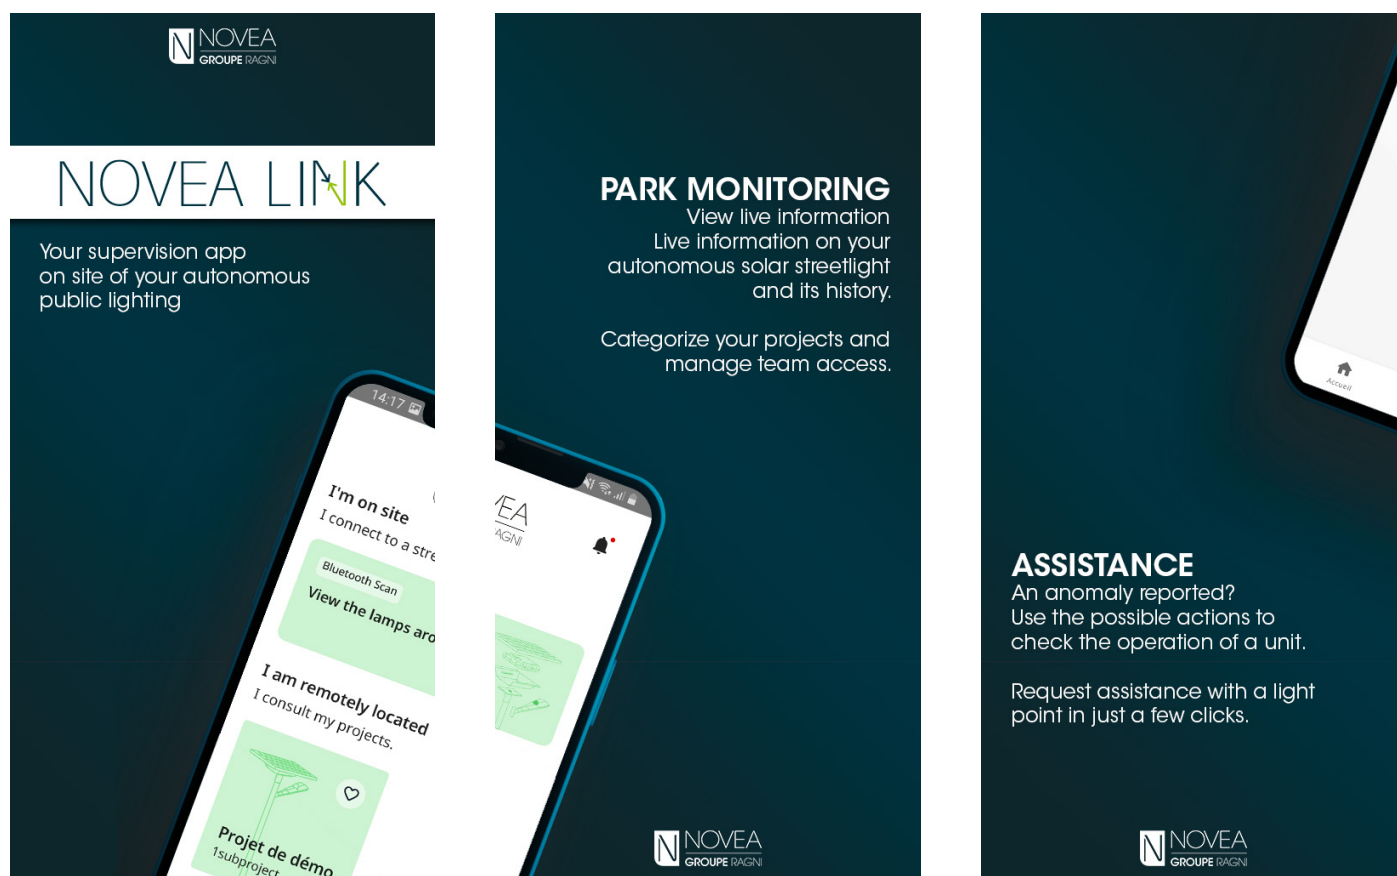 NOVEA
GROUPE RAGNI
NOVEA LINK
Your supervision app
on site of your autonomous
public lighting
14:17
I'm on site
I connect to a stre
Bluetooth Scan
View the lamps aro
I am remotely located
I consult my projects.
Projet de démo
1subproject
PARK MONITORING
View live information
Live information on your
autonomous solar streetlight
and its history.
Categorize your projects and
manage team access.
VEA
AGNI
NOVEA
GROUPE RAGNI
Accueil
ASSISTANCE
An anomaly reported?
Use the possible actions to
check the operation of a unit.
Request assistance with a light
point in just a few clicks.
NOVEA
GROUPE RAGNI